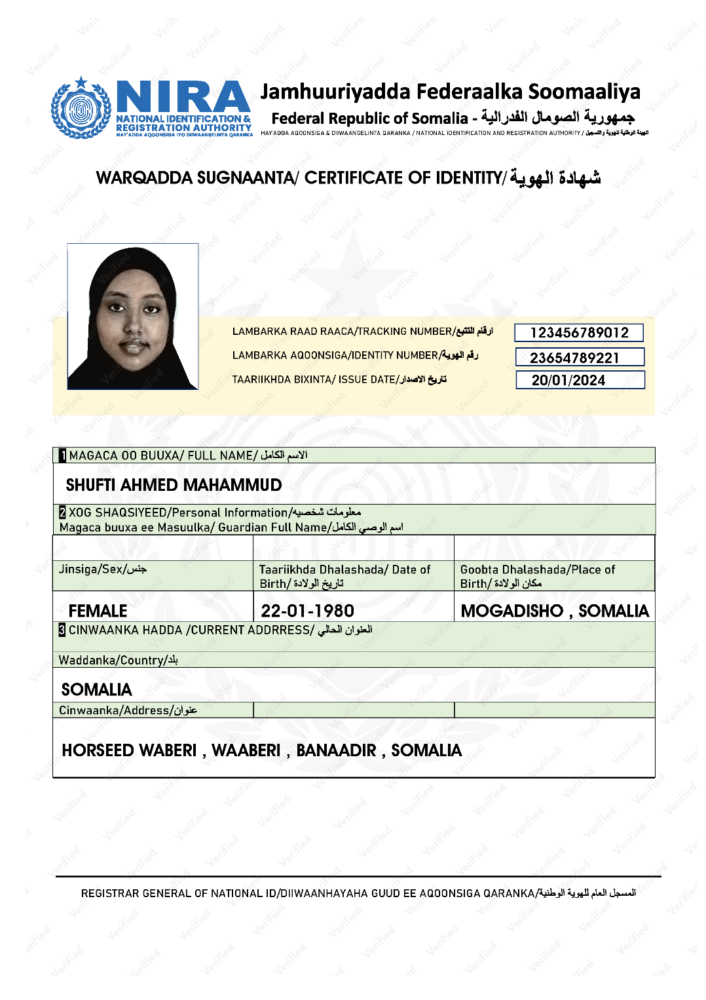 NIRA
NATIONAL IDENTIFICATION &
REGISTRATION AUTHORITY
HAY'ADDA AQOONSIGA IYO DIIWAANGELINTA QARANKA
Jamhuuriyadda Federaalka Soomaaliya
Federal Republic of Somalia - جمهورية الصومال الفدرالية
HAY'ADDA AQOONSIGA & DIIWAANGELINTA QARANKA / NATIONAL IDENTIFICATION AND REGISTRATION AUTHORITY / الهيئة الوطنية للهوية والتسجيل
WARQADDA SUGNAANTA/ CERTIFICATE OF IDENTITY/ شهادة الهوية
LAMBARKA RAAD RAACA/TRACKING NUMBER/ارقام التتبع 123456789012
LAMBARKA AQOONSIGA/IDENTITY NUMBER/رقم الهوية 23654789221
TAARIIKHDA BIXINTA/ ISSUE DATE/تاريخ الاصدار 20/01/2024
1 MAGACA OO BUUXA/ FULL NAME/ الاسم الكامل
SHUFTI AHMED MAHAMMUD
2 XOG SHAQSIYEED/Personal Information/معلومات شخصيه
Magaca buuxa ee Masuulka/ Guardian Full Name/اسم الوصي الكامل
Jinsiga/Sex/جنس
Taariikhda Dhalashada/ Date of
Birth/ تاريخ الولادة
Goobta Dhalashada/Place of
Birth/ مكان الولادة
FEMALE
22-01-1980
MOGADISHO , SOMALIA
3 CINWAANKA HADDA /CURRENT ADDRRESS/ العنوان الحالي
Waddanka/Country/بلد
SOMALIA
Cinwaanka/Address/عنوان
HORSEED WABERI , WAABERI , BANAADIR , SOMALIA
REGISTRAR GENERAL OF NATIONAL ID/DIIWAANHAYAHA GUUD EE AQOONSIGA QARANKA/المسجل العام للهوية الوطنية
Verified